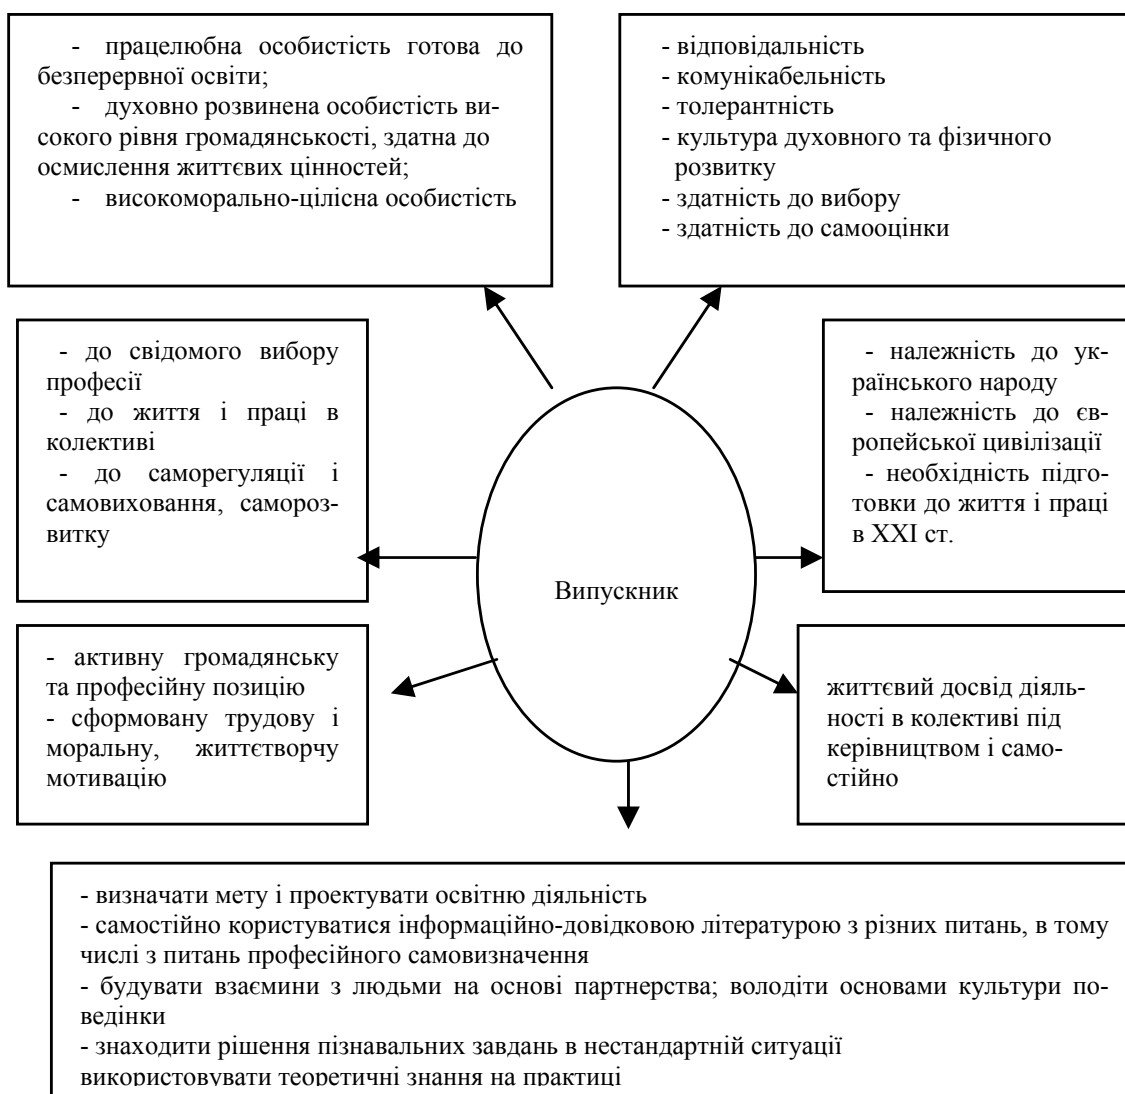 - працелюбна особистість готова до
безперервної освіти;
- духовно розвинена особистість ви-
сокого рівня громадянськості, здатна до
осмислення життєвих цінностей;
- високоморально-цілісна особистість
- відповідальність
- комунікабельність
- толерантність
- культура духовного та фізичного
розвитку
- здатність до вибору
- здатність до самооцінки
- до свідомого вибору
професії
- до життя і праці в
колективі
- до саморегуляції і
самовиховання, самороз-
витку
- належність до ук-
раїнського народу
- належність до єв-
ропейської цивілізації
- необхідність підго-
товки до життя і праці
в XXI ст.
Випускник
- активну громадянську
та професійну позицію
- сформовану трудову і
моральну, життєтворчу
мотивацію
життєвий досвід діяль-
ності в колективі під
керівництвом і само-
стійно
- визначати мету і проектувати освітню діяльність
- самостійно користуватися інформаційно-довідковою літературою з різних питань, в тому
числі з питань професійного самовизначення
- будувати взаємини з людьми на основі партнерства; володіти основами культури по-
ведінки
- знаходити рішення пізнавальних завдань в нестандартній ситуації
використовувати теоретичні знання на практиці